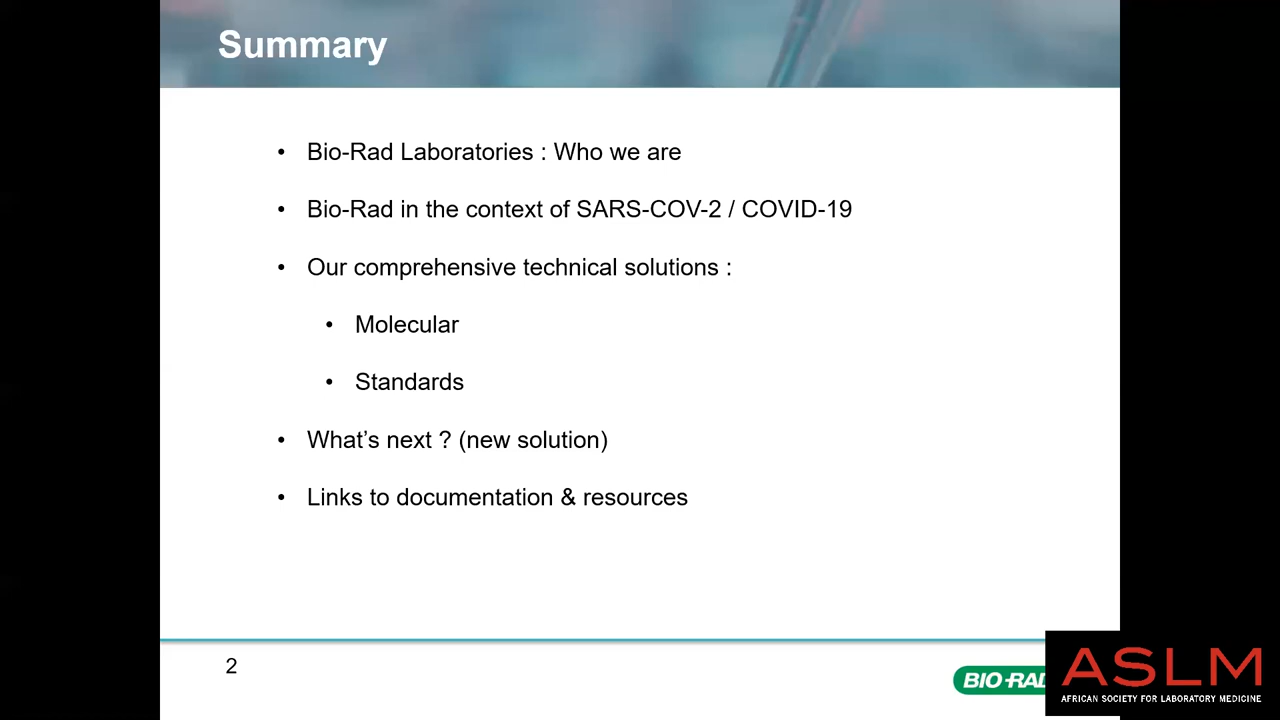 Summary
• Bio-Rad Laboratories : Who we are
• Bio-Rad in the context of SARS-COV-2 / COVID-19
• Our comprehensive technical solutions :
• Molecular
• Standards
• What’s next ? (new solution)
• Links to documentation & resources
2
BIO-RAD
ASLM
AFRICAN SOCIETY FOR LABORATORY MEDICINE